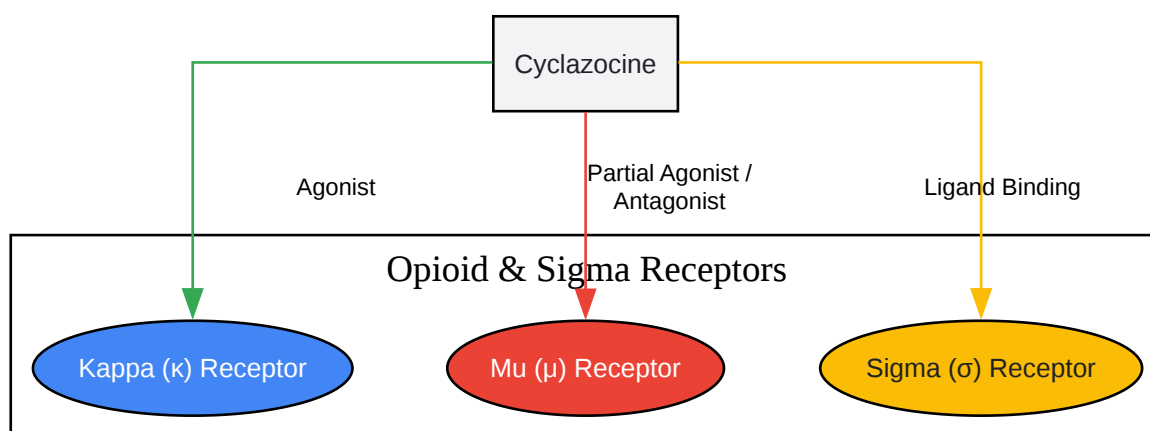 Cyclazocine
Agonist
Partial Agonist /
Antagonist
Ligand Binding
Opioid & Sigma Receptors
Kappa (κ) Receptor
Mu (μ) Receptor
Sigma (σ) Receptor